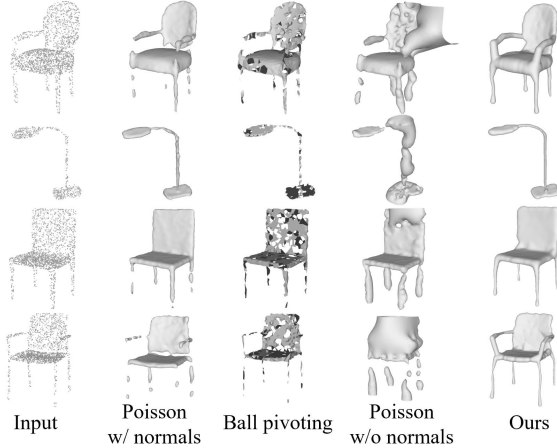 Input
Poisson
w/ normals
Ball pivoting
Poisson
w/o normals
Ours